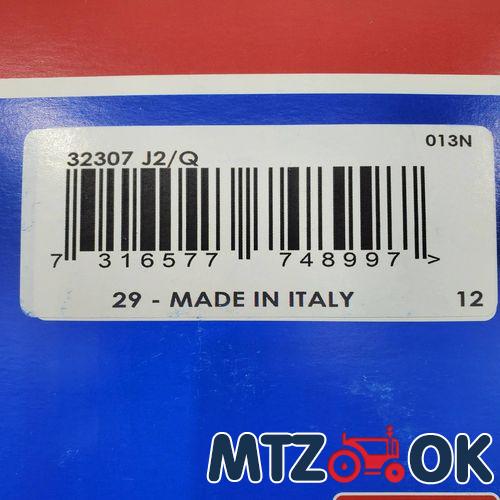 013N
32307 J2/Q
7 316577 748997 >
29 - MADE IN ITALY 12
MTZ OK